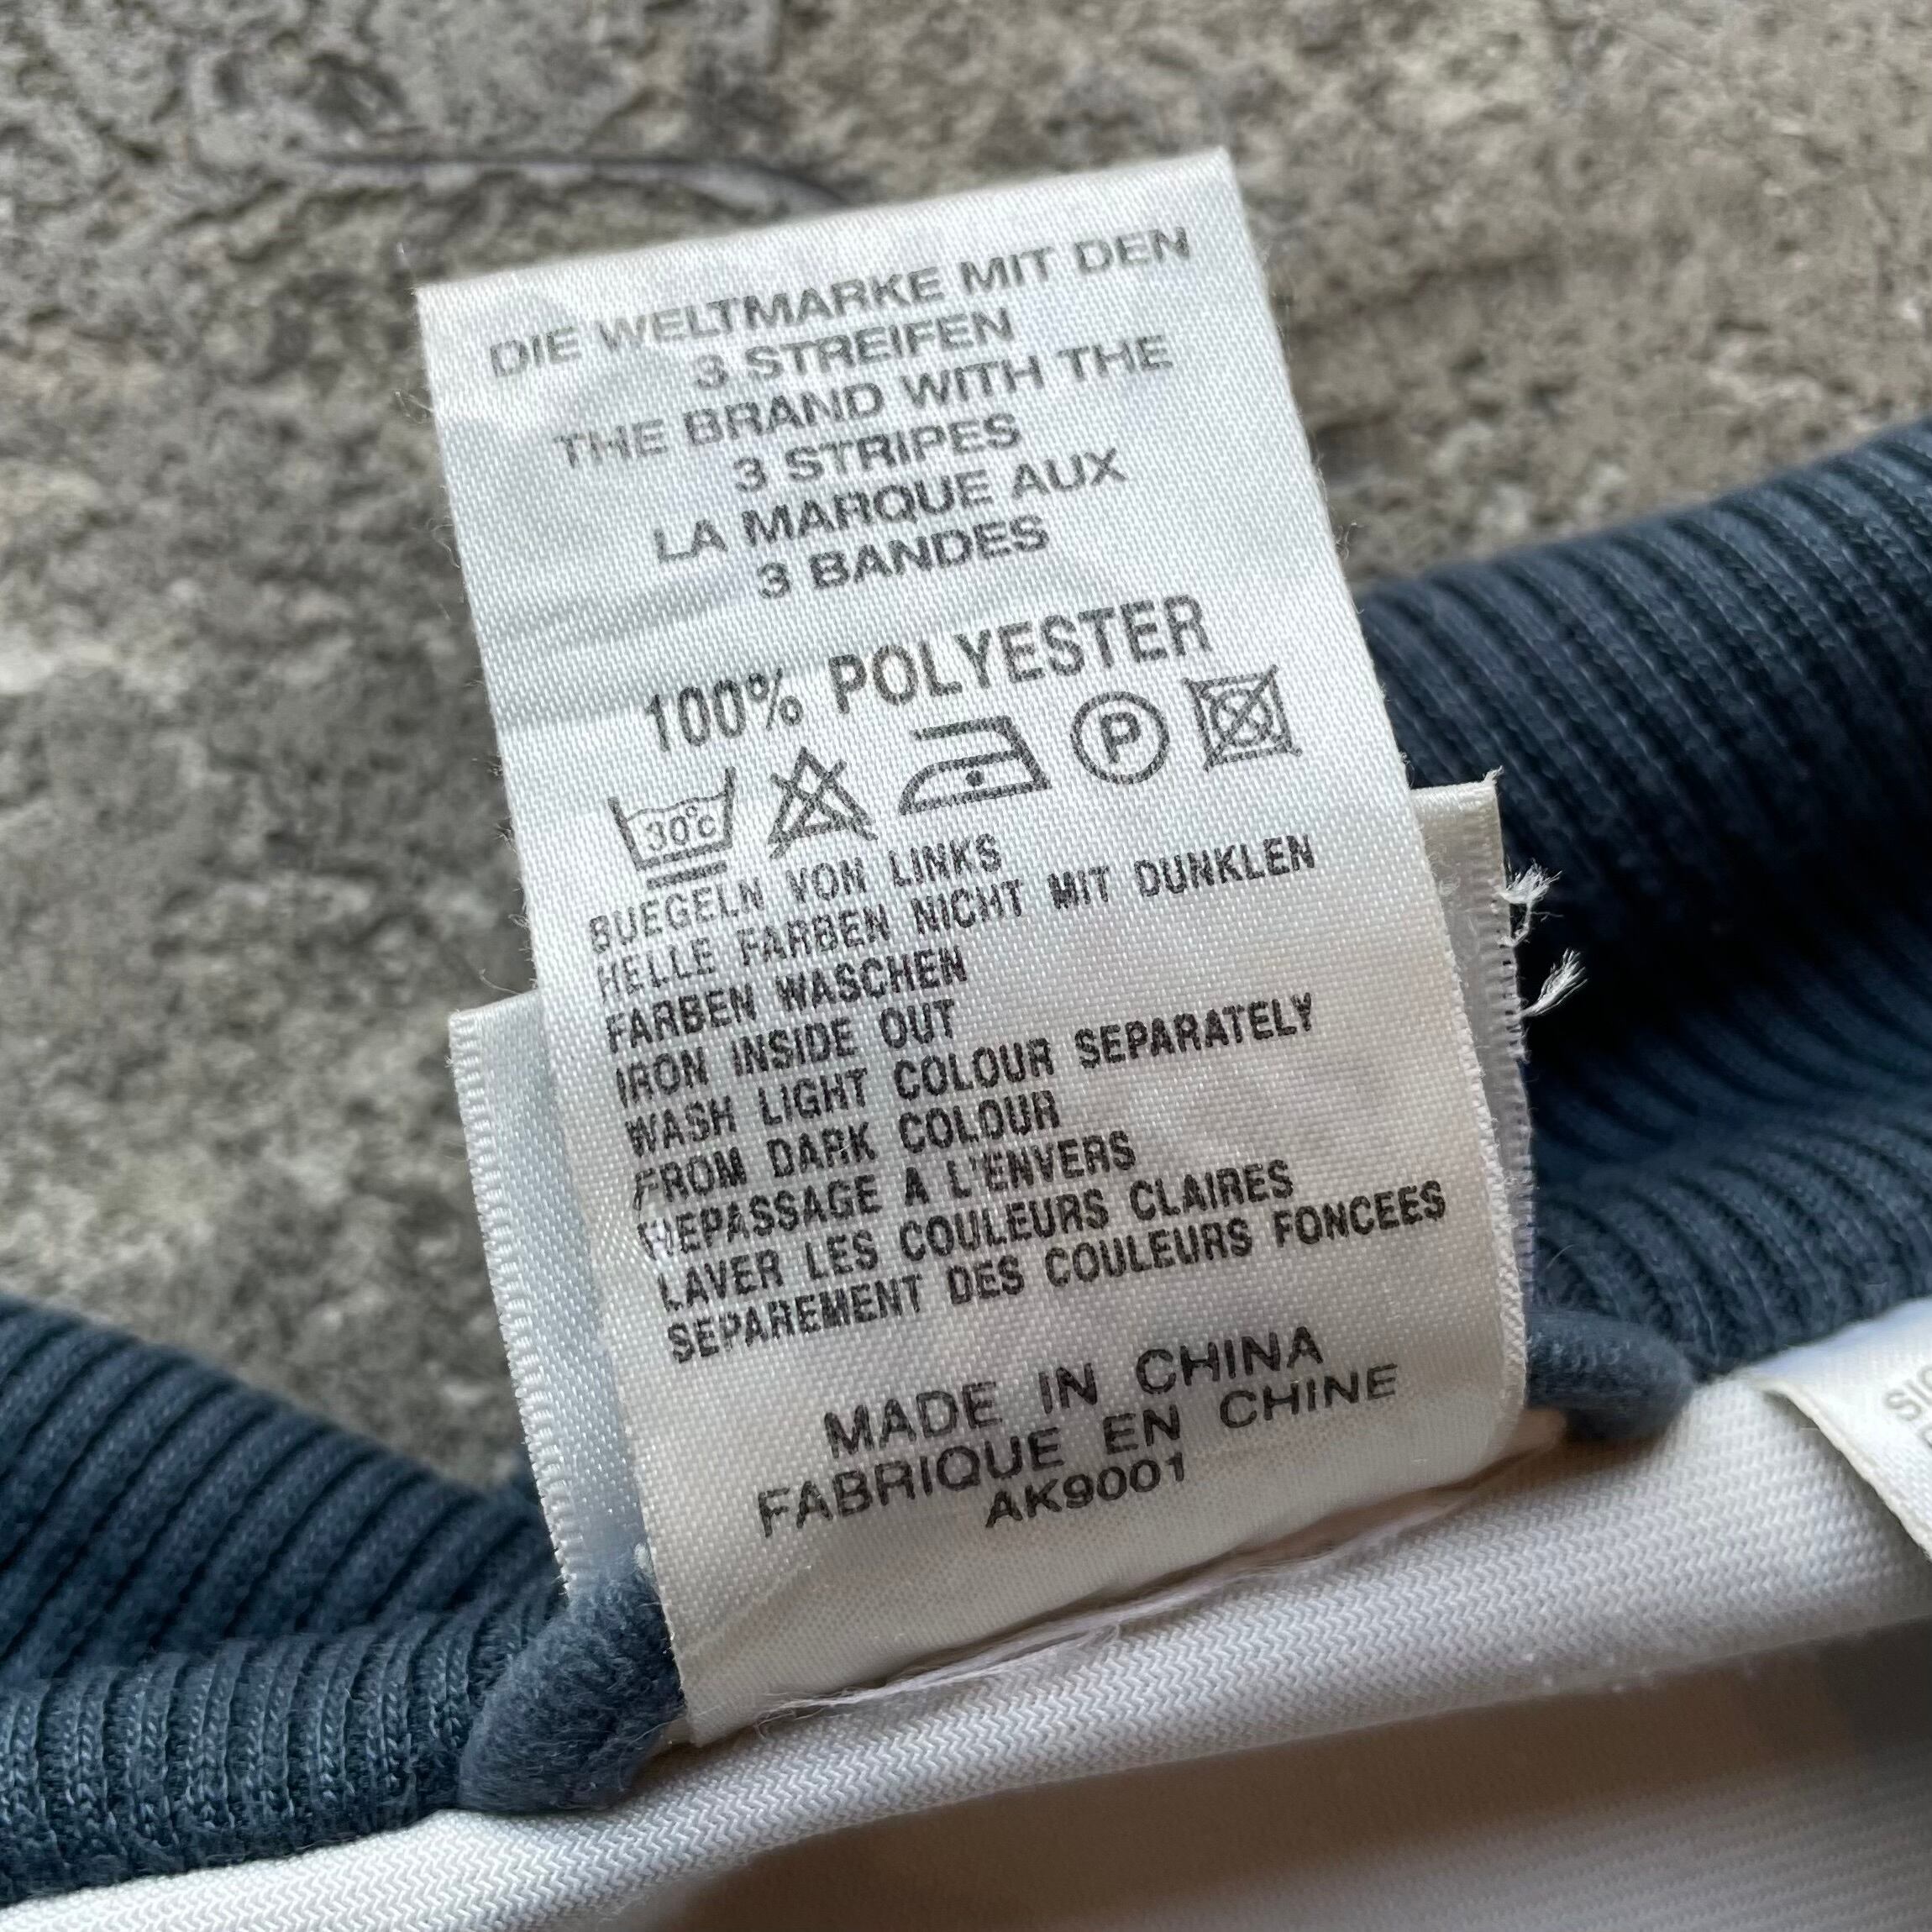 DIE WELTMARKE MIT DEN
3 STREIFEN
THE BRAND WITH THE
3 STRIPES
LA MARQUE AUX
3 BANDES
100% POLYESTER
30°C
P
BUEGELN VON LINKS
HELLE FARBEN NICHT MIT DUNKLEN
FARBEN WASCHEN
IRON INSIDE OUT
WASH LIGHT COLOUR SEPARATELY
FROM DARK COLOUR
REPASSAGE A L'ENVERS
LAVER LES COULEURS CLAIRES
SEPAREMENT DES COULEURS FONCEES
MADE IN CHINA
FABRIQUE EN CHINE
AK9001